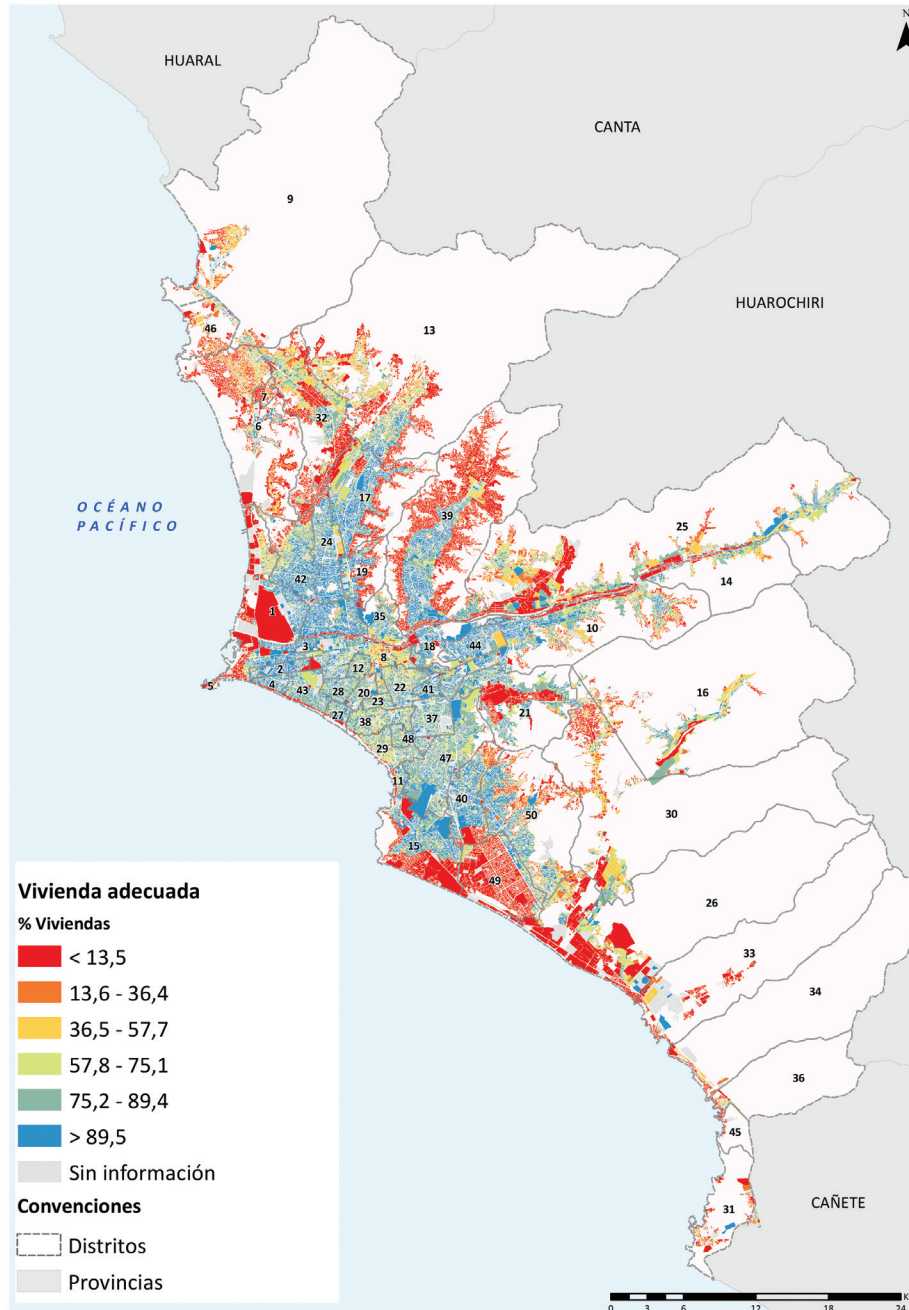 N
HUARAL
CANTA
9
HUAROCHIRI
13
46
7
6
32
OCÉANO
PACÍFICO
17
39
25
24
14
42
19
1
35
10
3
18
44
8
2
12
16
5
4
43
28
20
22
41
21
23
27
38
37
48
29
47
11
40
50
30
15
49
26
33
34
36
45
31
CAÑETE
Vivienda adecuada
% Viviendas
< 13,5
13,6 - 36,4
36,5 - 57,7
57,8 - 75,1
75,2 - 89,4
> 89,5
Sin información
Convenciones
Distritos
Provincias
K
0 3 6 12 18 24